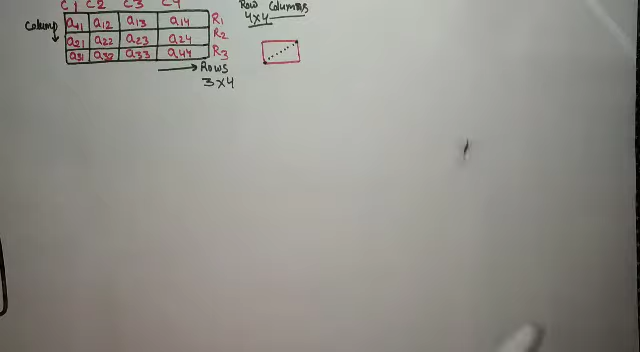 C1 C2 C3 C4
Row Columns
4x4
Column
a11 a12 a13 a14 R1
a21 a22 a23 a24 R2
a31 a32 a33 a44 R3
Rows
3x4